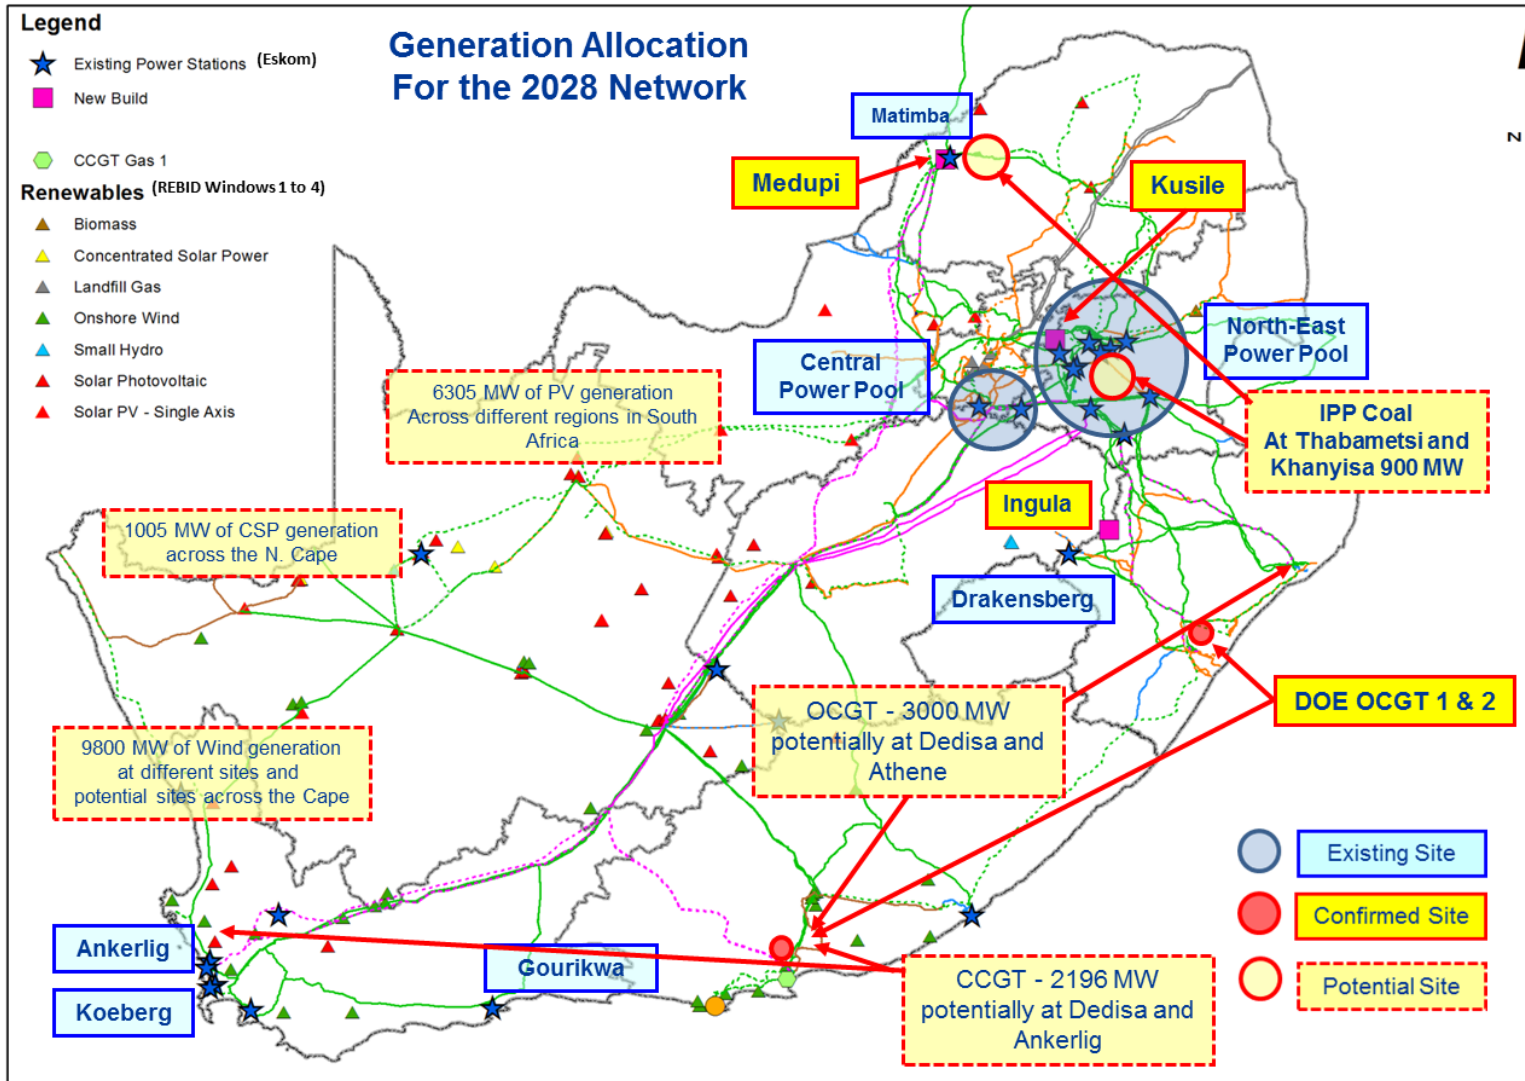 Legend
Existing Power Stations (Eskom)
New Build
CCGT Gas 1
Renewables (REBID Windows 1 to 4)
Biomass
Concentrated Solar Power
Landfill Gas
Onshore Wind
Small Hydro
Solar Photovoltaic
Solar PV - Single Axis
Generation Allocation
For the 2028 Network
Matimba
Medupi
Kusile
N
North-East
Power Pool
Central
Power Pool
6305 MW of PV generation
Across different regions in South
Africa
IPP Coal
At Thabametsi and
Khanyisa 900 MW
Ingula
1005 MW of CSP generation
across the N. Cape
Drakensberg
OCGT - 3000 MW
potentially at Dedisa and
Athene
DOE OCGT 1 & 2
9800 MW of Wind generation
at different sites and
potential sites across the Cape
Existing Site
Confirmed Site
Potential Site
Ankerlig
Gourikwa
Koeberg
CCGT - 2196 MW
potentially at Dedisa and
Ankerlig